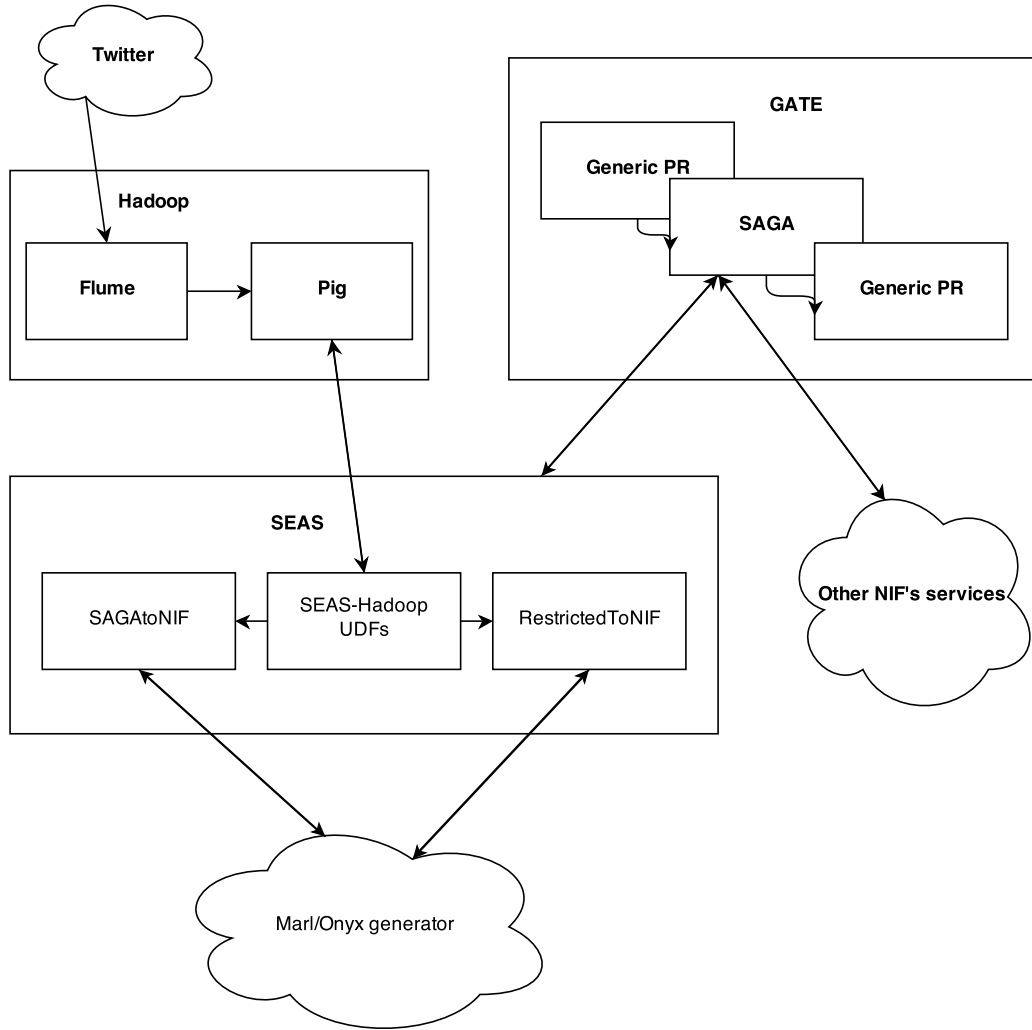 Twitter
GATE
Generic PR
SAGA
Generic PR
Hadoop
Flume
Pig
SEAS
SAGAtoNIF
SEAS-Hadoop
UDFs
RestrictedToNIF
Other NIF's services
Marl/Onyx generator